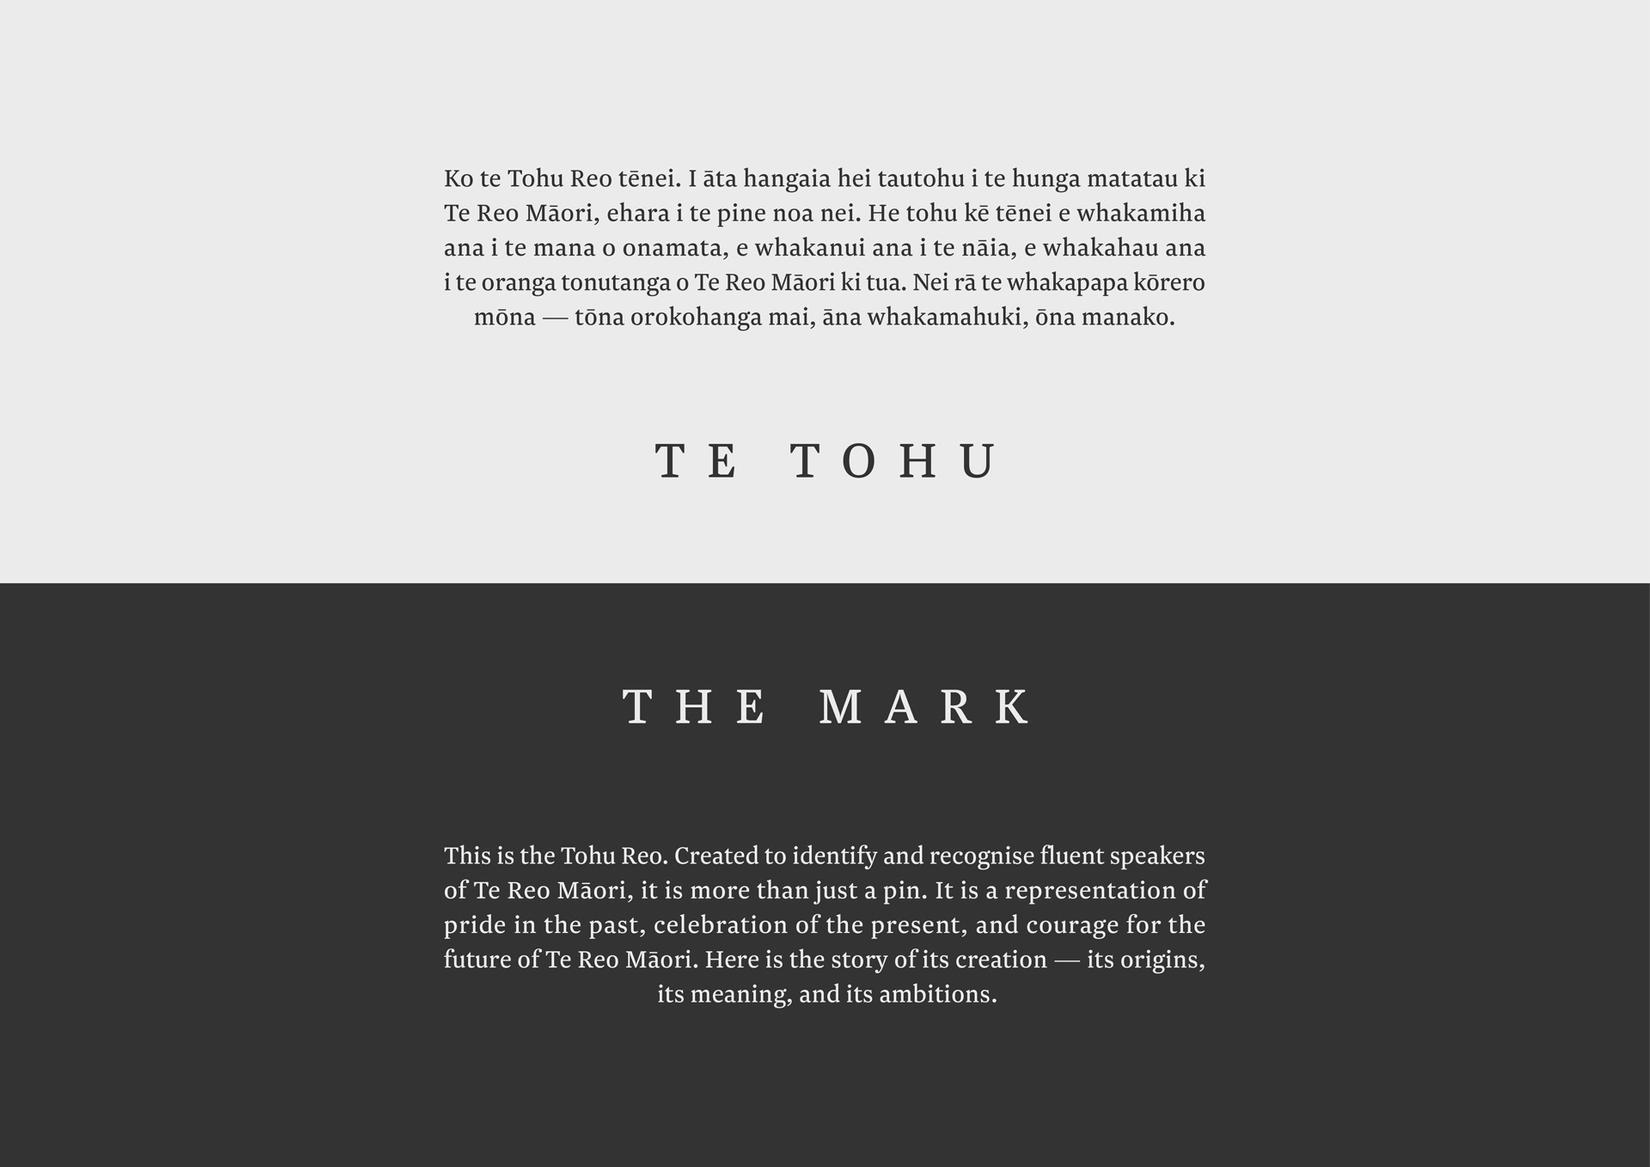 Ko te Tohu Reo tēnei. I āta hangaia hei tautohu i te hunga matatau ki
Te Reo Māori, ehara i te pine noa nei. He tohu kē tēnei e whakamiha
ana i te mana o onamata, e whakanui ana i te nāia, e whakahau ana
i te oranga tonutanga o Te Reo Māori ki tua. Nei rā te whakapapa kōrero
mōna — tōna orokohanga mai, āna whakamahuki, ōna manako.
TE TOHU
THE MARK
This is the Tohu Reo. Created to identify and recognise fluent speakers
of Te Reo Māori, it is more than just a pin. It is a representation of
pride in the past, celebration of the present, and courage for the
future of Te Reo Māori. Here is the story of its creation — its origins,
its meaning, and its ambitions.